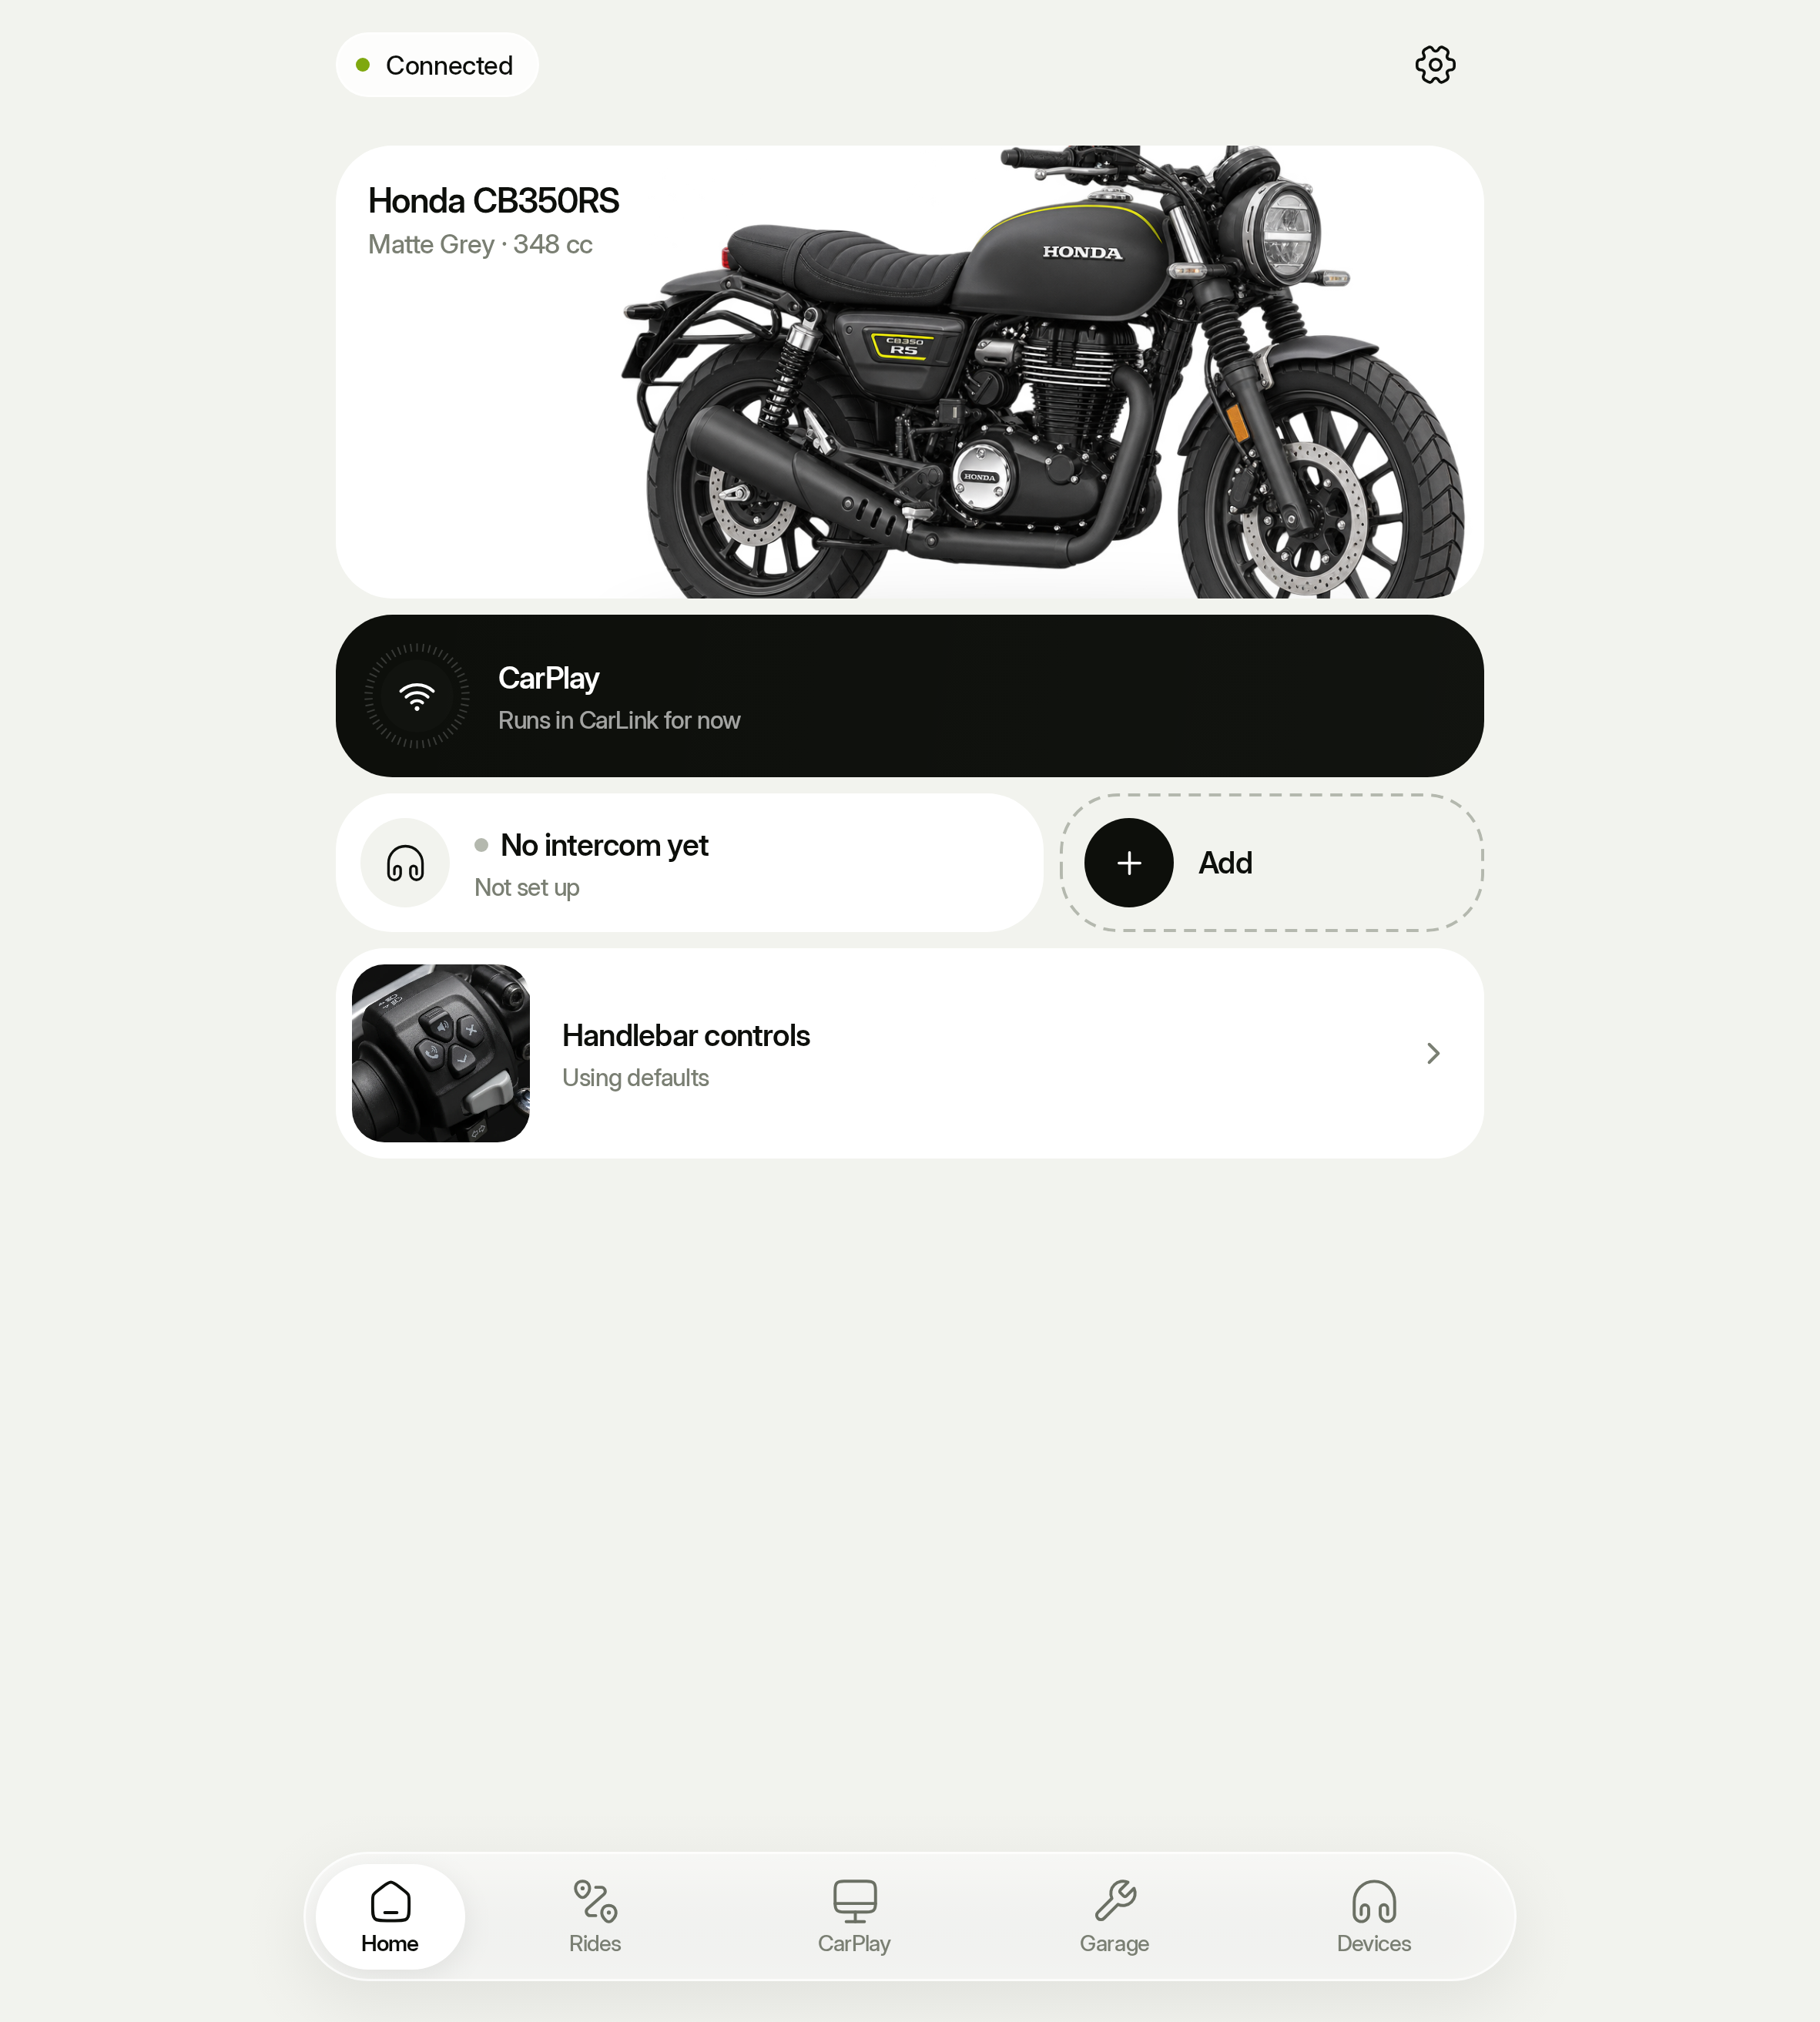 Connected
Honda CB350RS
Matte Grey · 348 cc
HONDA
CB350
RS
HONDA
CarPlay
Runs in CarLink for now
No intercom yet
Not set up
Add
Handlebar controls
Using defaults
Home
Rides
CarPlay
Garage
Devices